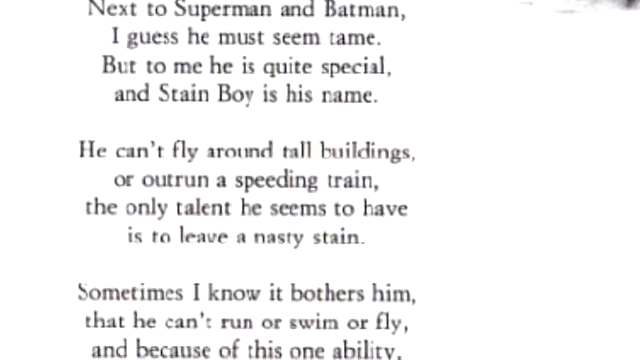 Next to Superman and Batman,
I guess he must seem tame.
But to me he is quite special,
and Stain Boy is his name.
He can't fly around tall buildings,
or outrun a speeding train,
the only talent he seems to have
is to leave a nasty stain.
Sometimes I know it bothers him,
that he can't run or swim or fly,
and because of this one ability,